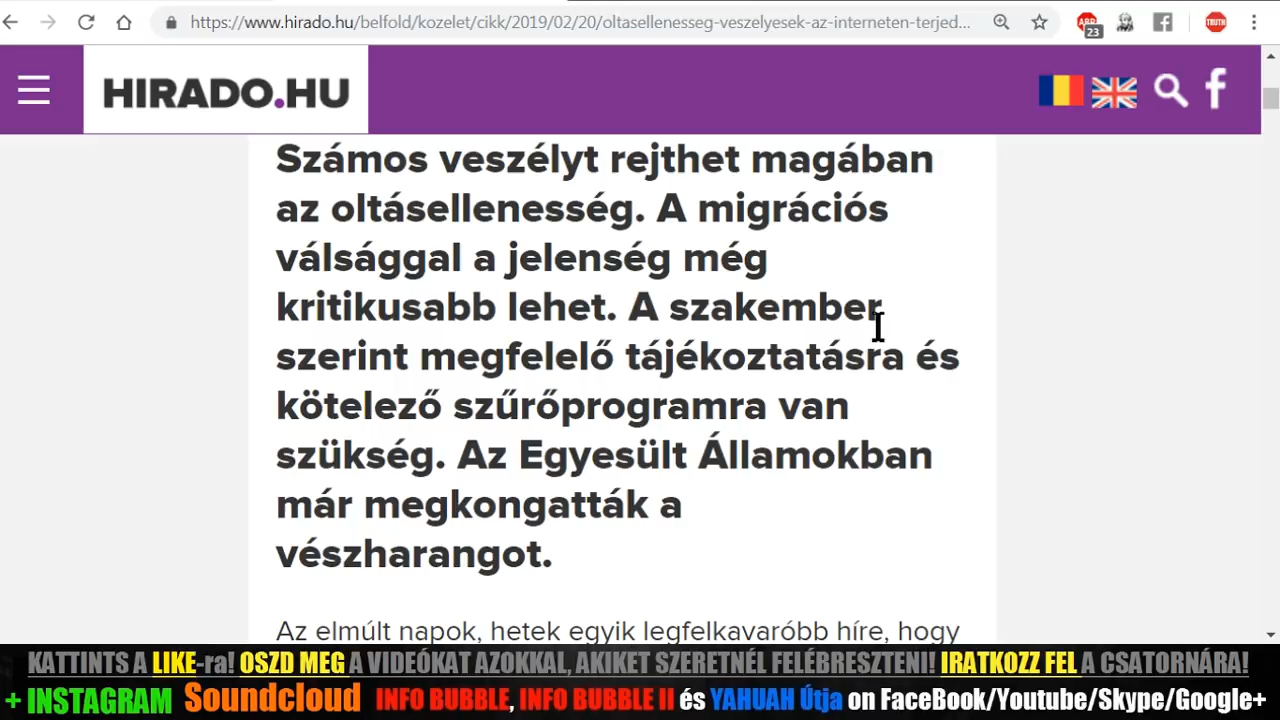 https://www.hirado.hu/belfold/kozelet/cikk/2019/02/20/oltasellenesseg-veszelyesek-az-interneten-terjed...
ABP
23
TRUTH
HIRADO.HU
Számos veszélyt rejthet magában
az oltásellenesség. A migrációs
válsággal a jelenség még
kritikusabb lehet. A szakember
szerint megfelelő tájékoztatásra és
kötelező szűrőprogramra van
szükség. Az Egyesült Államokban
már megkongatták a
vészharangot.
Az elmúlt napok, hetek egyik legfelkavaróbb híre, hogy
KATTINTS A LIKE-ra! OSZD MEG A VIDEÓKAT AZOKKAL, AKIKET SZERETNÉL FELÉBRESZTENI! IRATKOZZ FEL A CSATORNÁRA!
+ INSTAGRAM Soundcloud INFO BUBBLE, INFO BUBBLE II és YAHUAH Útja on FaceBook/Youtube/Skype/Google+